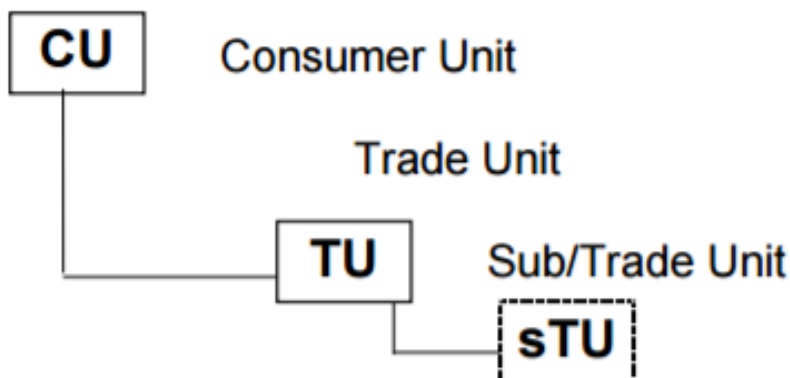 CU Consumer Unit
Trade Unit
TU Sub/Trade Unit
sTU